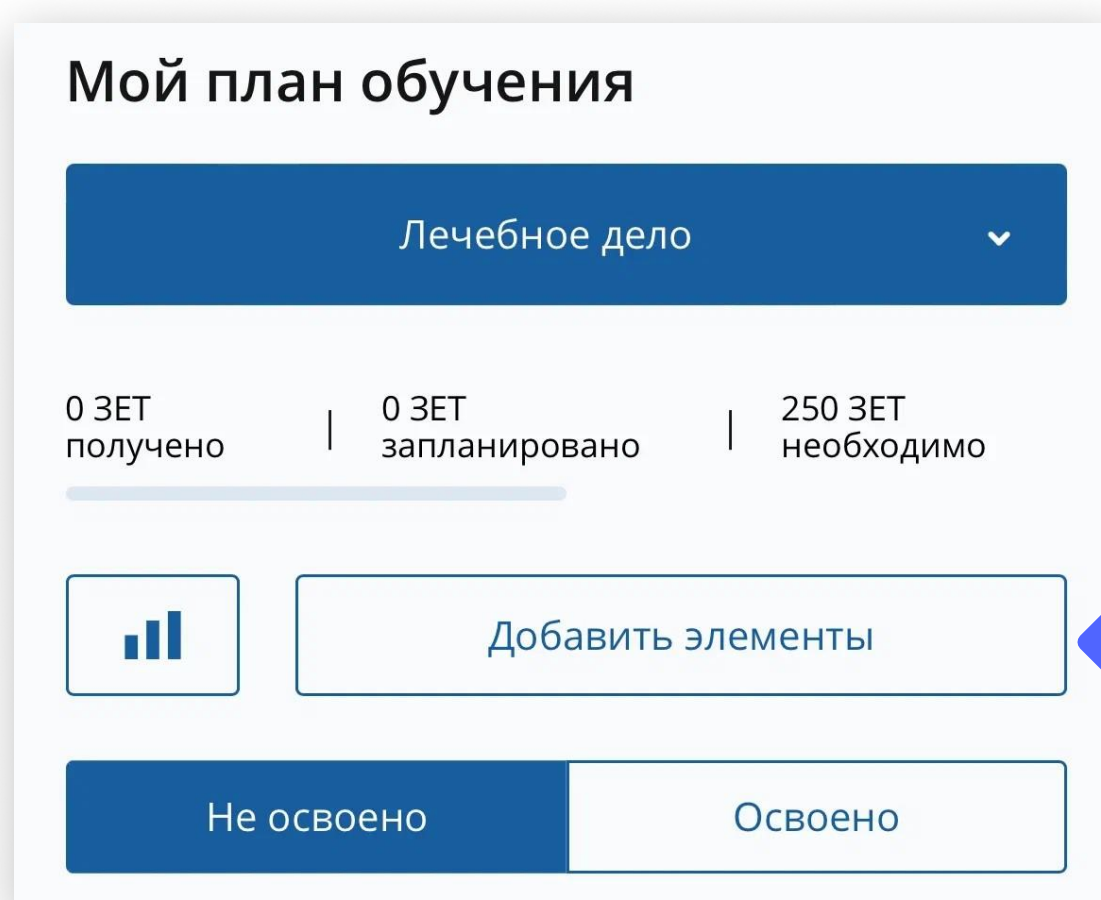 Мой план обучения
Лечебное дело
0 ЗЕТ
получено
0 ЗЕТ
запланировано
250 ЗЕТ
необходимо
Добавить элементы
Не освоено
Освоено